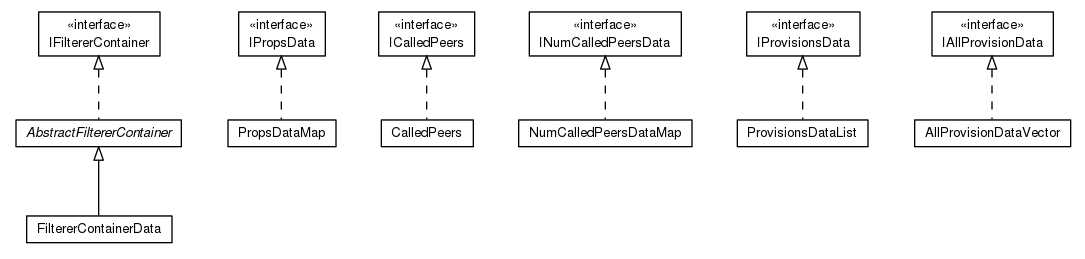 «interface»
IFiltererContainer
«interface»
IPropsData
«interface»
ICalledPeers
«interface»
INumCalledPeersData
«interface»
IProvisionsData
«interface»
IAllProvisionData
AbstractFiltererContainer
PropsDataMap
CalledPeers
NumCalledPeersDataMap
ProvisionsDataList
AllProvisionDataVector
FiltererContainerData